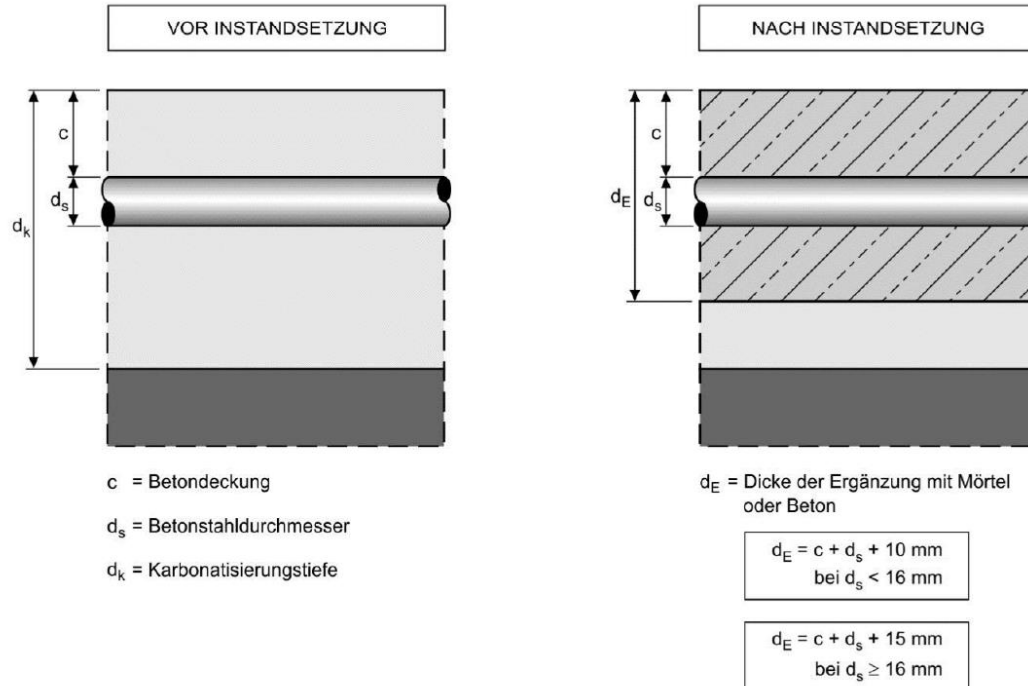 VOR INSTANDSETZUNG
c
d_s
d_k
c = Betondeckung
d_s = Betonstahldurchmesser
d_k = Karbonatisierungstiefe
NACH INSTANDSETZUNG
c
d_s
d_E
d_E = Dicke der Ergänzung mit Mörtel
oder Beton
d_E = c + d_s + 10 mm
bei d_s < 16 mm
d_E = c + d_s + 15 mm
bei d_s ≥ 16 mm